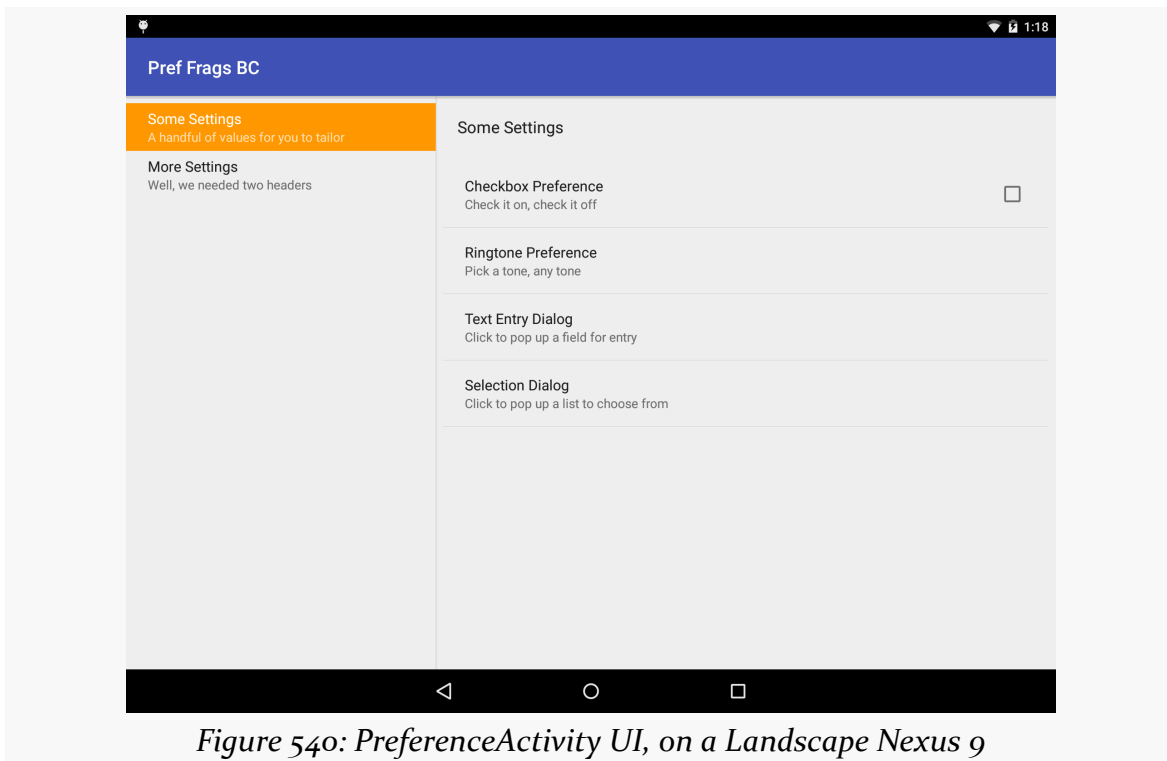 1:18
Pref Frags BC
Some Settings
A handful of values for you to tailor
More Settings
Well, we needed two headers
Some Settings
Checkbox Preference
Check it on, check it off
Ringtone Preference
Pick a tone, any tone
Text Entry Dialog
Click to pop up a field for entry
Selection Dialog
Click to pop up a list to choose from
Figure 540: PreferenceActivity UI, on a Landscape Nexus 9